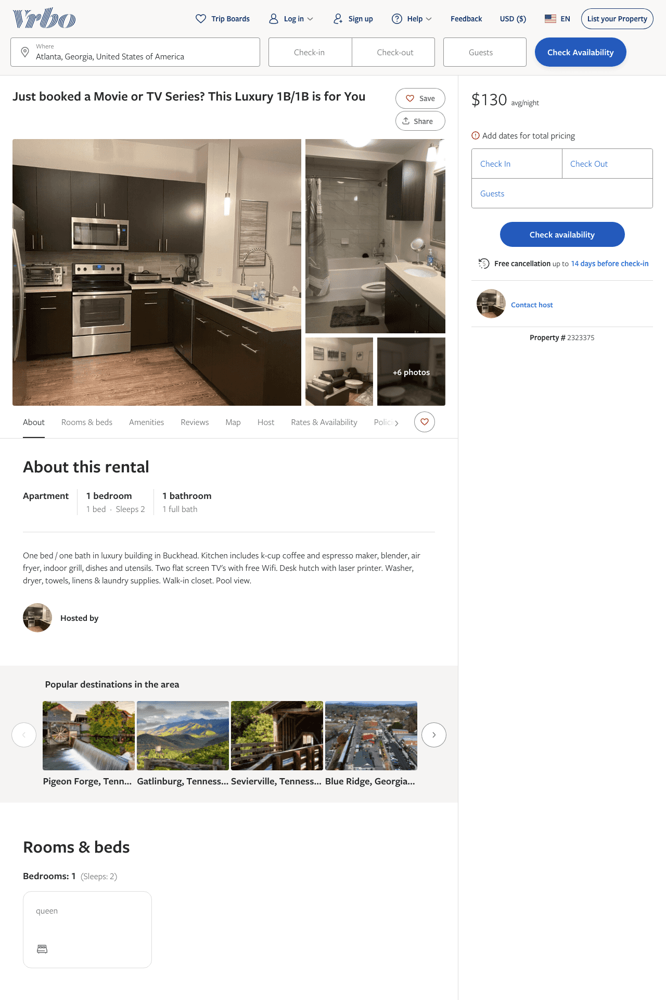 Vrbo
Trip Boards
Log in
Sign up
Help
Feedback
USD ($)
EN
List your Property
Where
Atlanta, Georgia, United States of America
Check-in
Check-out
Guests
Check Availability
Just booked a Movie or TV Series? This Luxury 1B/1B is for You
Save
Share
+6 photos
$130 avg/night
Add dates for total pricing
Check In
Check Out
Guests
Check availability
Free cancellation up to 14 days before check-in
Contact host
Property # 2323375
About
Rooms & beds
Amenities
Reviews
Map
Host
Rates & Availability
Polici
About this rental
Apartment
1 bedroom
1 bed · Sleeps 2
1 bathroom
1 full bath
One bed / one bath in luxury building in Buckhead. Kitchen includes k-cup coffee and espresso maker, blender, air
fryer, indoor grill, dishes and utensils. Two flat screen TV's with free Wifi. Desk hutch with laser printer. Washer,
dryer, towels, linens & laundry supplies. Walk-in closet. Pool view.
Hosted by
Popular destinations in the area
Pigeon Forge, Tenn...
Gatlinburg, Tenness...
Sevierville, Tenness...
Blue Ridge, Georgia...
Rooms & beds
Bedrooms: 1 (Sleeps: 2)
queen